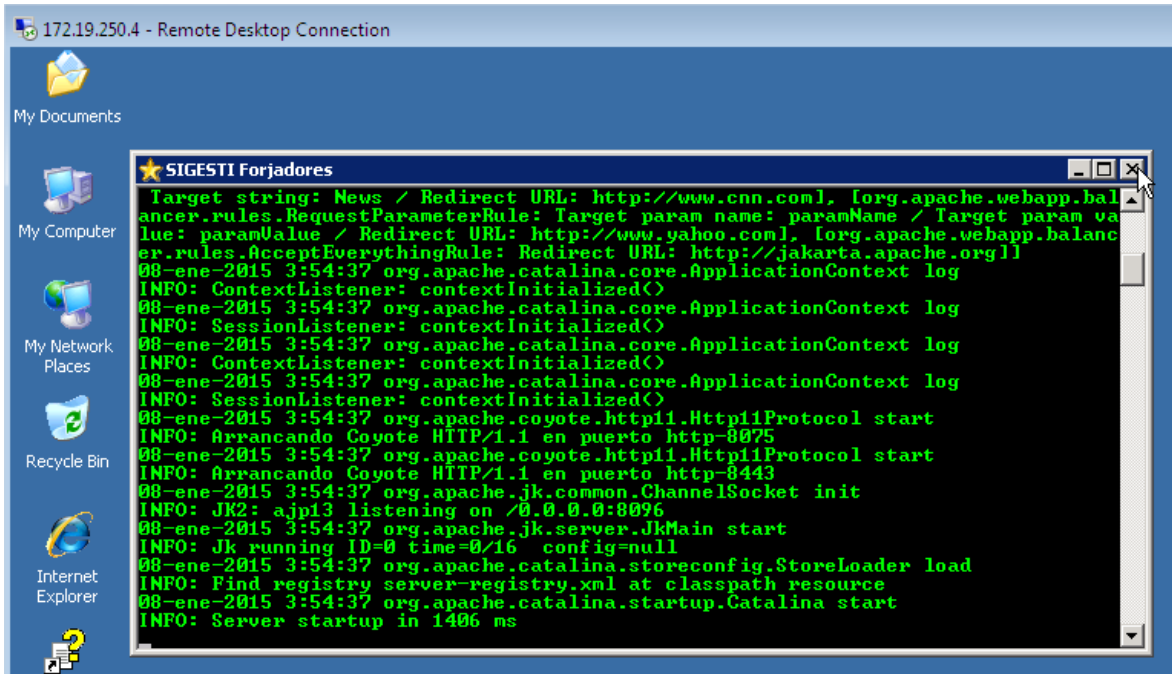 172.19.250.4 - Remote Desktop Connection
My Documents
My Computer
My Network
Places
Recycle Bin
Internet
Explorer
SIGESTI Forjadores
Target string: News / Redirect URL: http://www.cnn.com], [org.apache.webapp.bal
ancer.rules.RequestParameterRule: Target param name: paramName / Target param va
lue: paramValue / Redirect URL: http://www.yahoo.com], [org.apache.webapp.balanc
er.rules.AcceptEverythingRule: Redirect URL: http://jakarta.apache.org]]
08-ene-2015 3:54:37 org.apache.catalina.core.ApplicationContext log
INFO: ContextListener: contextInitialized()
08-ene-2015 3:54:37 org.apache.catalina.core.ApplicationContext log
INFO: SessionListener: contextInitialized()
08-ene-2015 3:54:37 org.apache.catalina.core.ApplicationContext log
INFO: ContextListener: contextInitialized()
08-ene-2015 3:54:37 org.apache.catalina.core.ApplicationContext log
INFO: SessionListener: contextInitialized()
08-ene-2015 3:54:37 org.apache.coyote.http11.Http11Protocol start
INFO: Arrancando Coyote HTTP/1.1 en puerto http-8075
08-ene-2015 3:54:37 org.apache.coyote.http11.Http11Protocol start
INFO: Arrancando Coyote HTTP/1.1 en puerto http-8443
08-ene-2015 3:54:37 org.apache.jk.common.ChannelSocket init
INFO: JK2: ajp13 listening on /0.0.0.0:8096
08-ene-2015 3:54:37 org.apache.jk.server.JkMain start
INFO: Jk running ID=0 time=0/16  config=null
08-ene-2015 3:54:37 org.apache.catalina.storeconfig.StoreLoader load
INFO: Find registry server-registry.xml at classpath resource
08-ene-2015 3:54:37 org.apache.catalina.startup.Catalina start
INFO: Server startup in 1406 ms